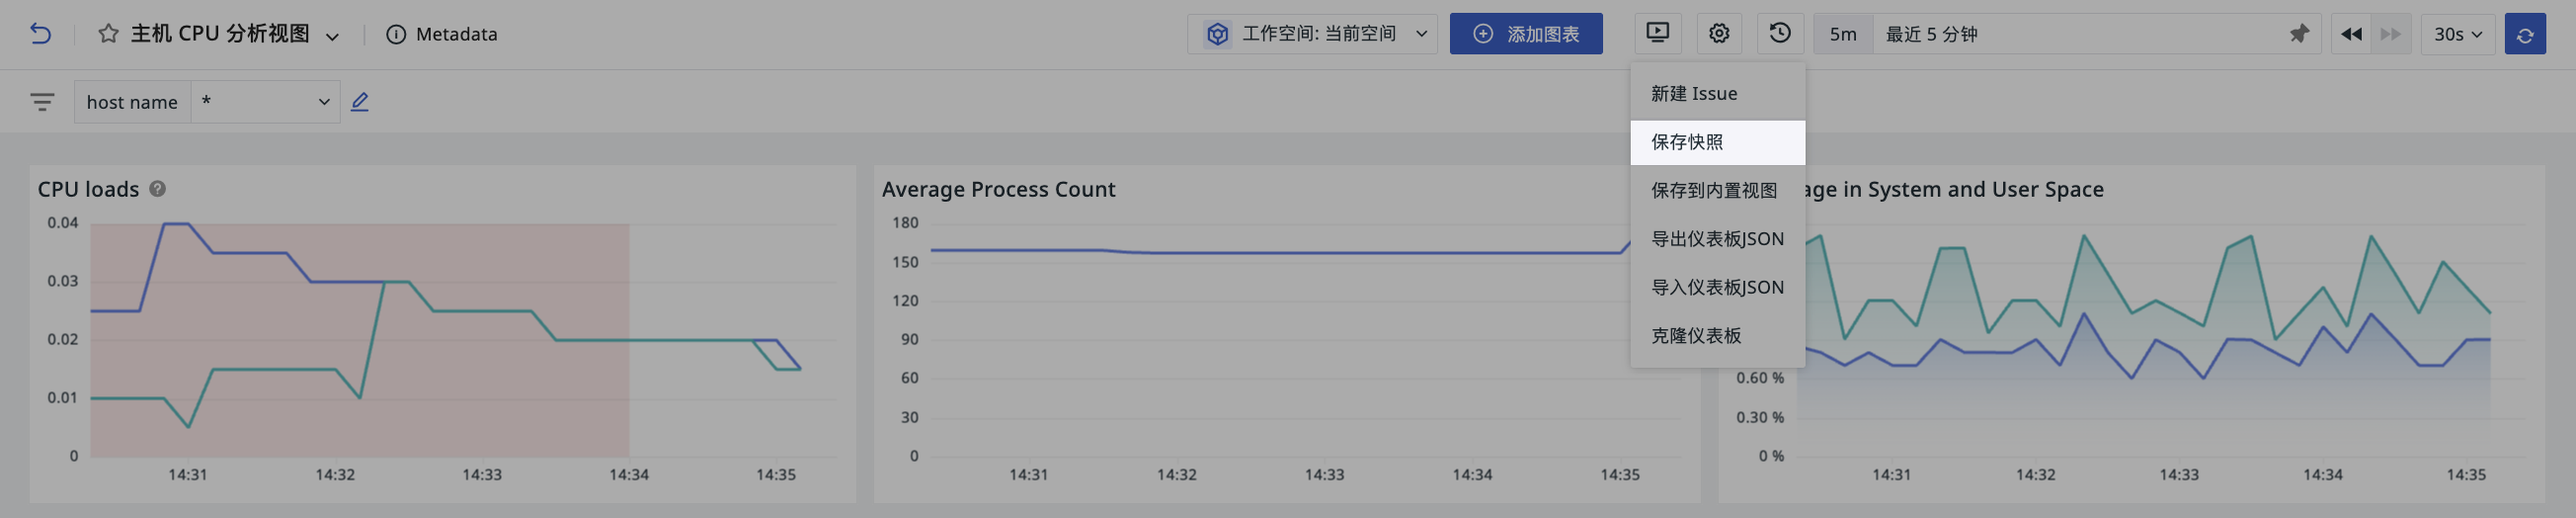 主机 CPU 分析视图
Metadata
工作空间: 当前空间
添加图表
5m
最近 5 分钟
30s
host name
*
新建 Issue
保存快照
保存到内置视图
导出仪表板JSON
导入仪表板JSON
克隆仪表板
CPU loads
0.04
0.03
0.02
0.01
0
14:31
14:32
14:33
14:34
14:35
Average Process Count
180
150
120
90
60
30
0
14:31
14:32
14:33
14:34
14:35
age in System and User Space
0.60 %
0.30 %
0 %
14:31
14:32
14:33
14:34
14:35